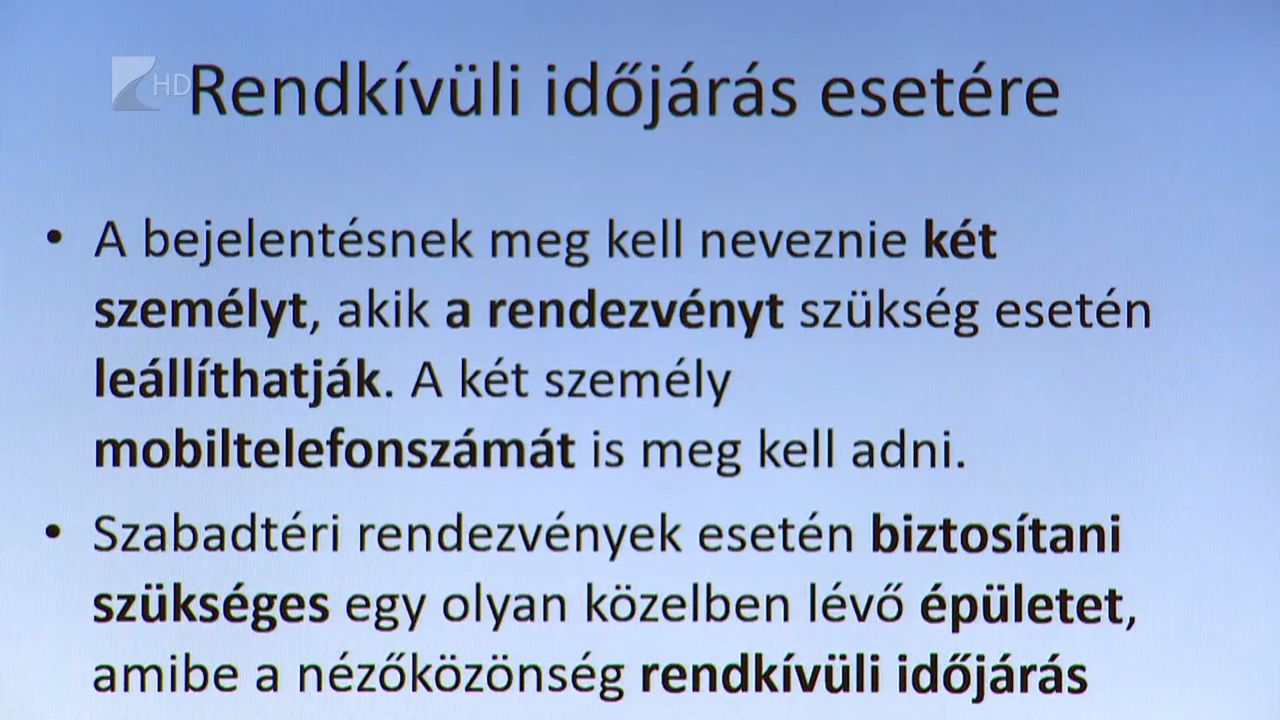 HD
Rendkívüli időjárás esetére
• A bejelentésnek meg kell neveznie két
személyt, akik a rendezvényt szükség esetén
leállíthatják. A két személy
mobiltelefonszámát is meg kell adni.
• Szabadtéri rendezvények esetén biztosítani
szükséges egy olyan közelben lévő épületet,
amibe a nézőközönség rendkívüli időjárás